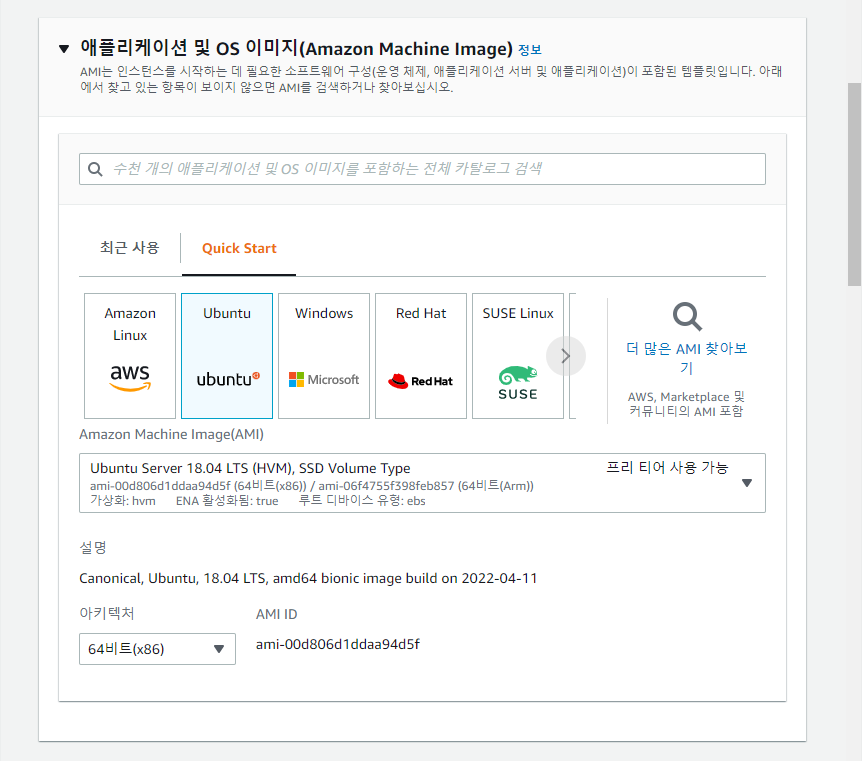 애플리케이션 및 OS 이미지(Amazon Machine Image) 정보
AMI는 인스턴스를 시작하는 데 필요한 소프트웨어 구성(운영 체제, 애플리케이션 서버 및 애플리케이션)이 포함된 템플릿입니다. 아래
에서 찾고 있는 항목이 보이지 않으면 AMI를 검색하거나 찾아보십시오.
수천 개의 애플리케이션 및 OS 이미지를 포함하는 전체 카탈로그 검색
최근 사용
Quick Start
Amazon
Linux
aws
Ubuntu
ubuntu
Windows
Microsoft
Red Hat
Red Hat
SUSE Linux
SUSE
더 많은 AMI 찾아보
기
AWS, Marketplace 및
커뮤니티의 AMI 포함
Amazon Machine Image(AMI)
Ubuntu Server 18.04 LTS (HVM), SSD Volume Type
프리 티어 사용 가능
ami-00d806d1ddaa94d5f (64비트(x86)) / ami-06f4755f398feb857 (64비트(Arm))
가상화: hvm ENA 활성화됨: true 루트 디바이스 유형: ebs
설명
Canonical, Ubuntu, 18.04 LTS, amd64 bionic image build on 2022-04-11
아키텍처
64비트(x86)
AMI ID
ami-00d806d1ddaa94d5f